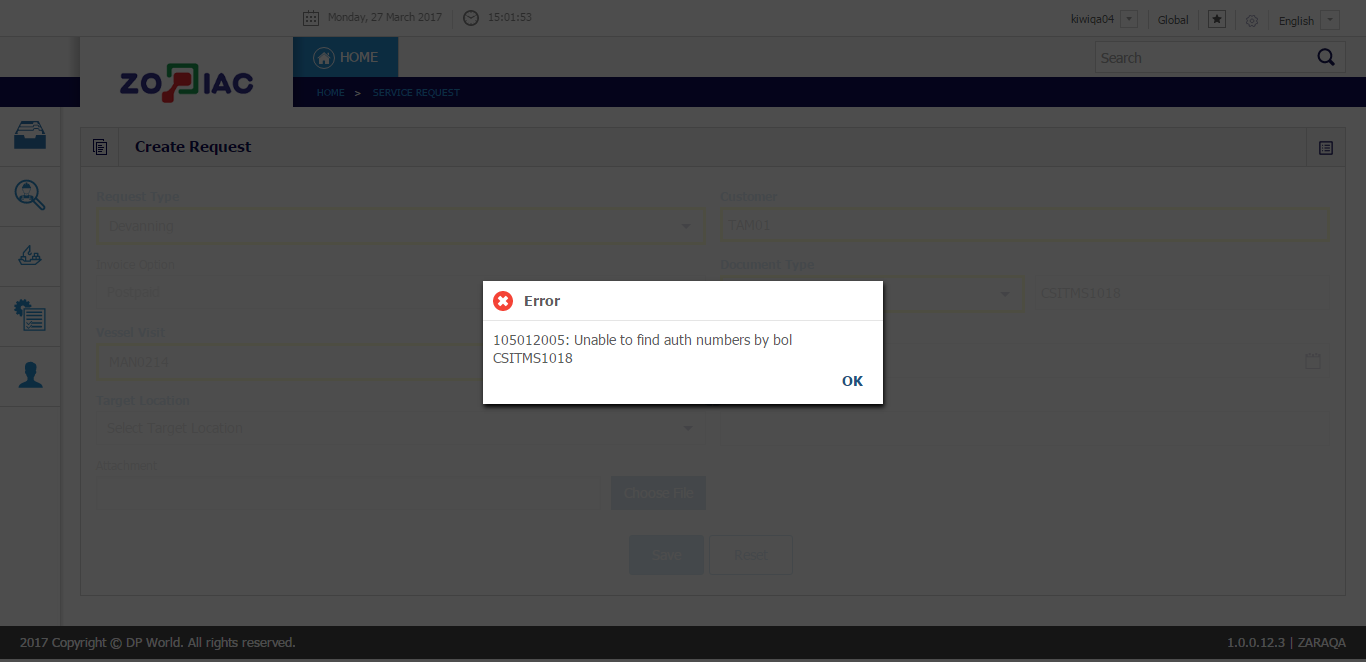 Monday, 27 March 2017
15:01:53
kiwiqa04
Global
English
ZODIAC
HOME
Search
HOME > SERVICE REQUEST
Create Request
Request Type
Customer
Devanning
TAM01
Invoice Option
Document Type
CSITMS1018
Vessel Visit
MAN0214
Error
105012005: Unable to find auth numbers by bol
CSITMS1018
OK
Target Location
Select Target Location
Attachment
Choose File
Save
Reset
2017 Copyright © DP World. All rights reserved.
1.0.0.12.3 | ZARAQA